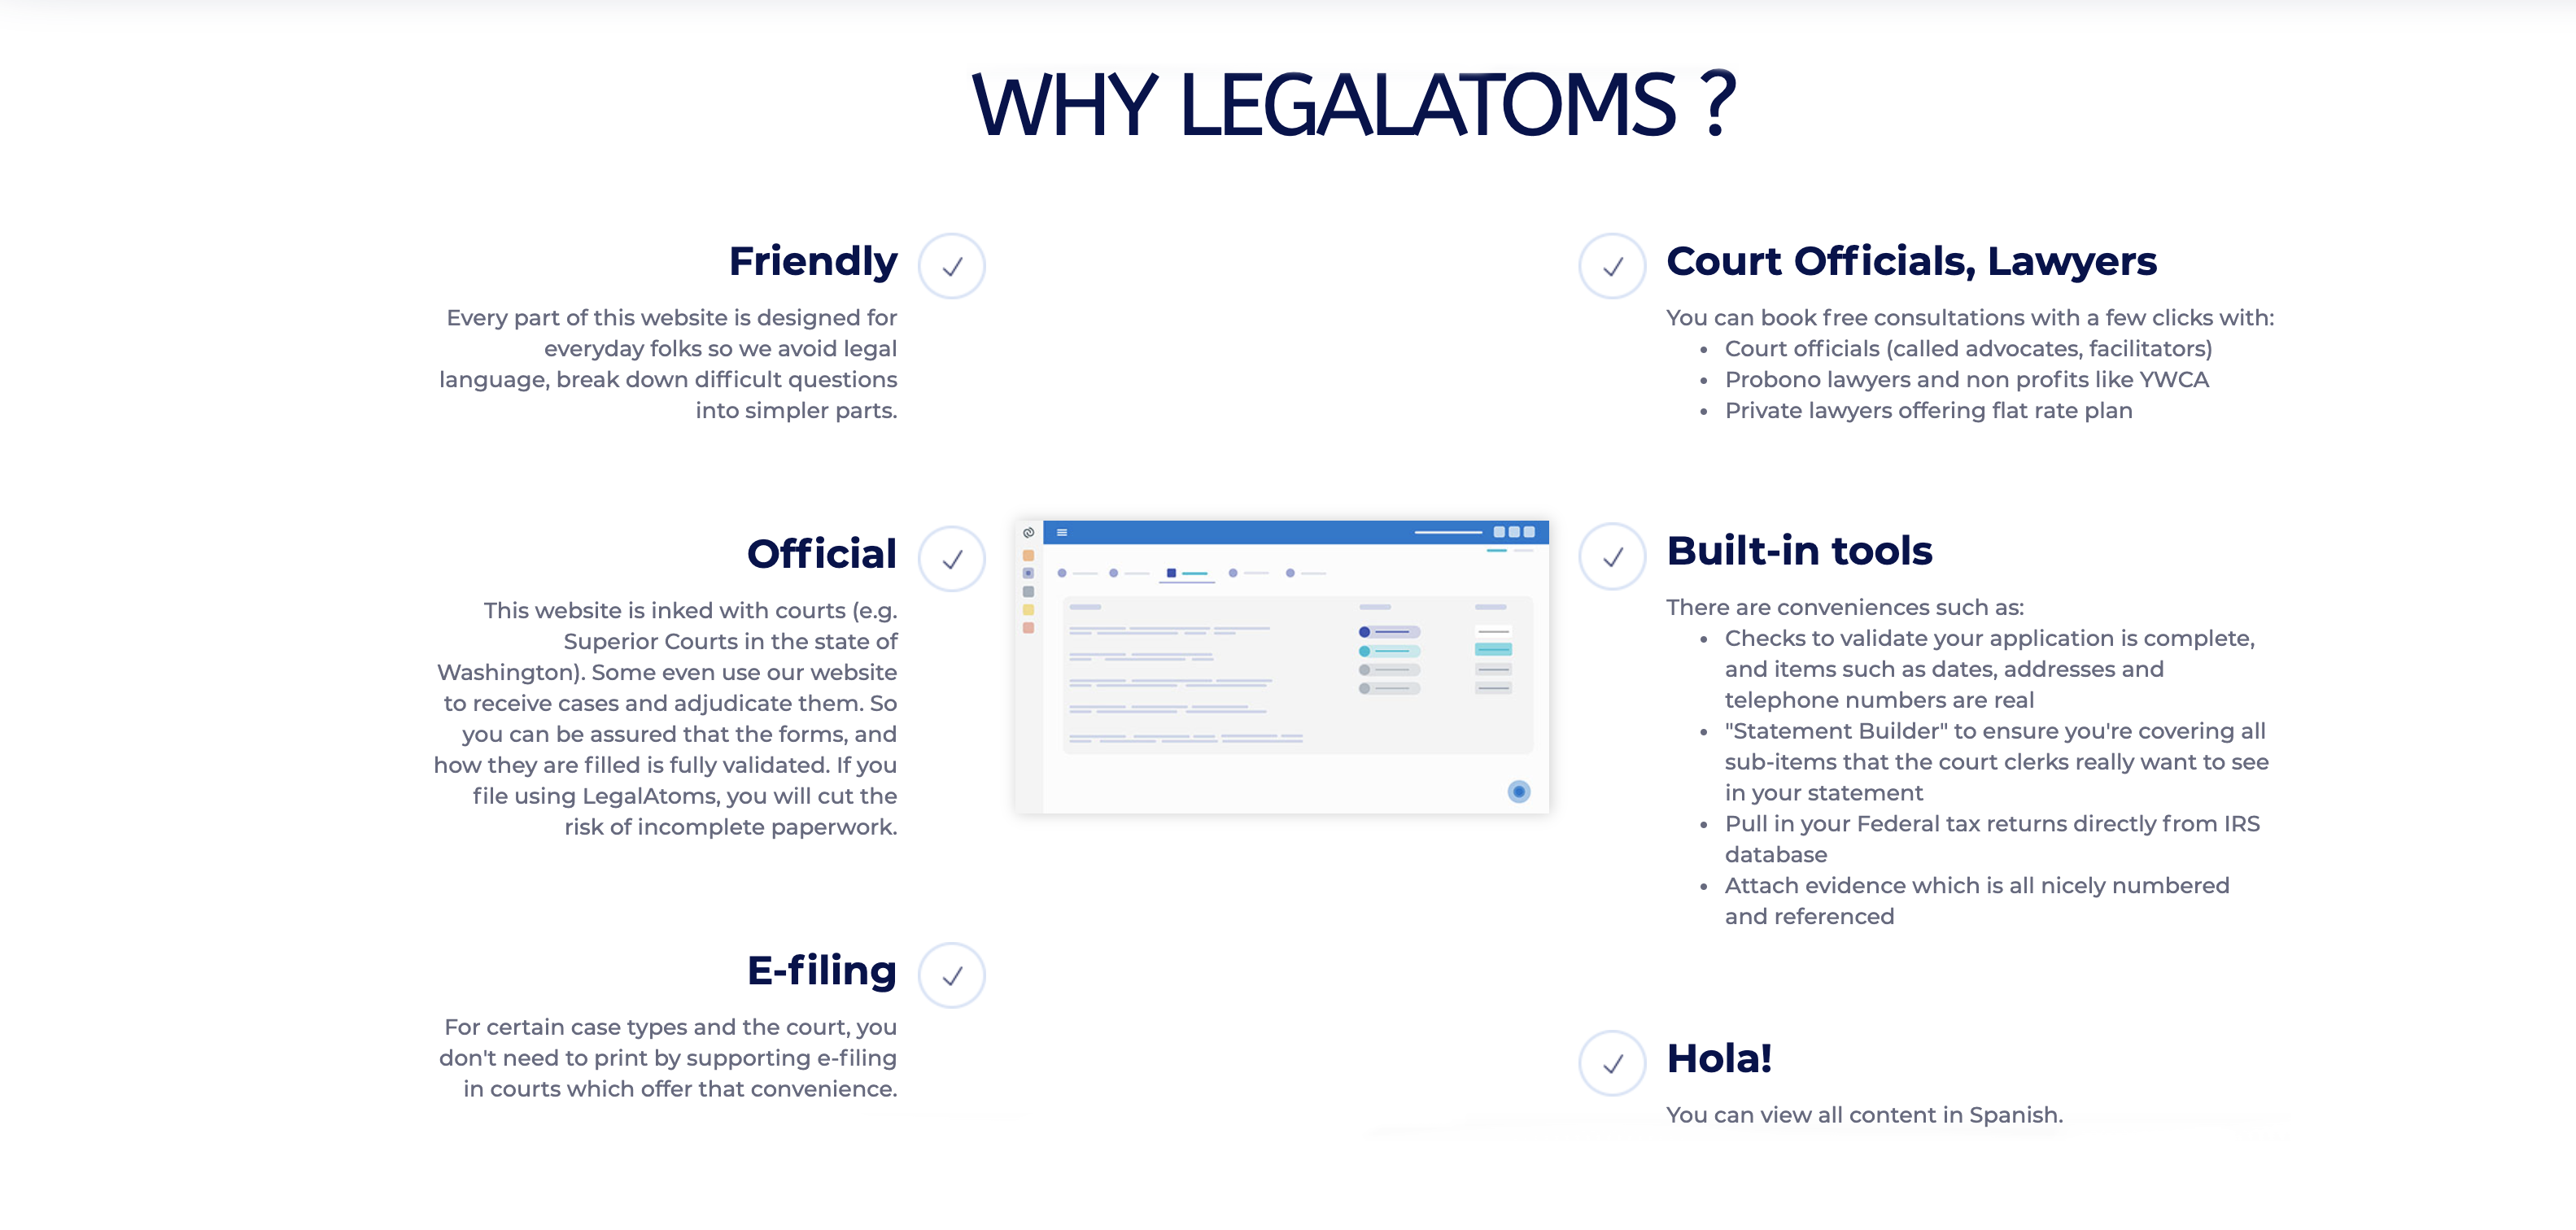 WHY LEGALATOMS ?
Friendly
Every part of this website is designed for
everyday folks so we avoid legal
language, break down difficult questions
into simpler parts.
Official
This website is inked with courts (e.g.
Superior Courts in the state of
Washington). Some even use our website
to receive cases and adjudicate them. So
you can be assured that the forms, and
how they are filled is fully validated. If you
file using LegalAtoms, you will cut the
risk of incomplete paperwork.
E-filing
For certain case types and the court, you
don't need to print by supporting e-filing
in courts which offer that convenience.
Court Officials, Lawyers
You can book free consultations with a few clicks with:
• Court officials (called advocates, facilitators)
• Probono lawyers and non profits like YWCA
• Private lawyers offering flat rate plan
Built-in tools
There are conveniences such as:
• Checks to validate your application is complete,
and items such as dates, addresses and
telephone numbers are real
• "Statement Builder" to ensure you're covering all
sub-items that the court clerks really want to see
in your statement
• Pull in your Federal tax returns directly from IRS
database
• Attach evidence which is all nicely numbered
and referenced
Hola!
You can view all content in Spanish.